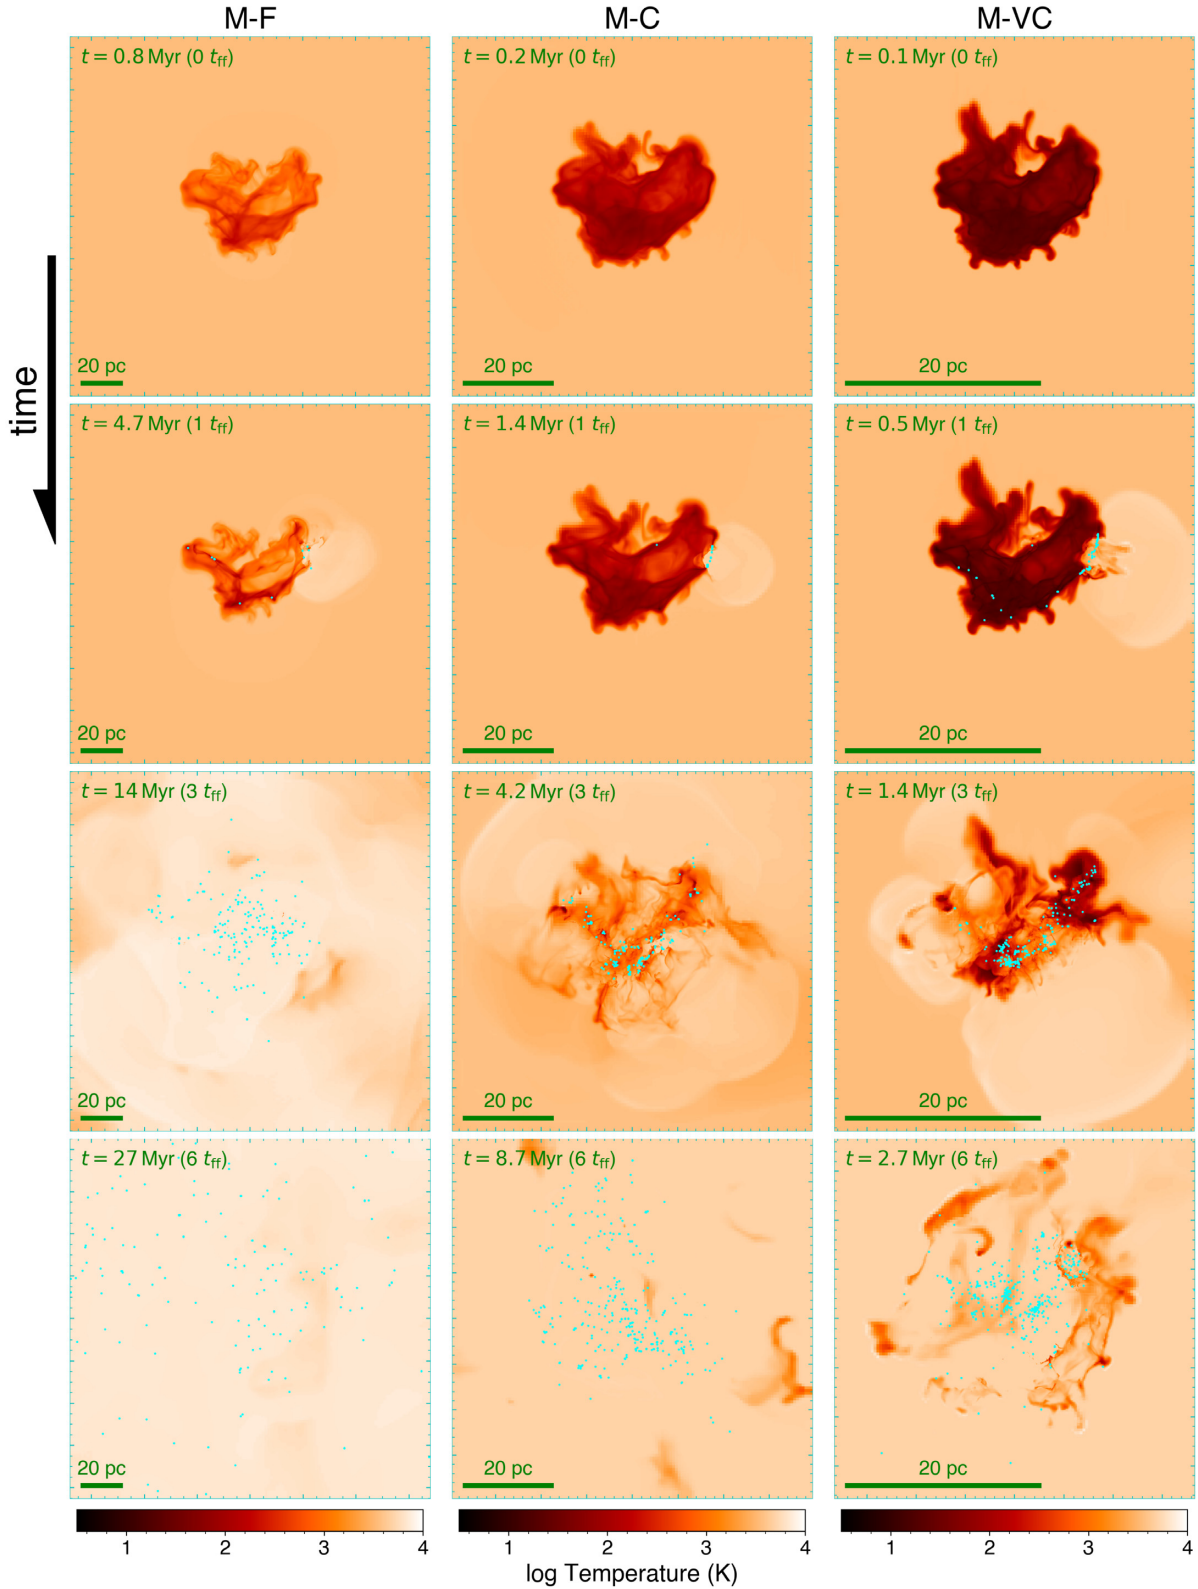 M-F M-C M-VC
t = 0.8 Myr (0 tff) t = 0.2 Myr (0 tff) t = 0.1 Myr (0 tff)
20 pc 20 pc 20 pc
time
t = 4.7 Myr (1 tff) t = 1.4 Myr (1 tff) t = 0.5 Myr (1 tff)
20 pc 20 pc 20 pc
t = 14 Myr (3 tff) t = 4.2 Myr (3 tff) t = 1.4 Myr (3 tff)
20 pc 20 pc 20 pc
t = 27 Myr (6 tff) t = 8.7 Myr (6 tff) t = 2.7 Myr (6 tff)
20 pc 20 pc 20 pc
1 2 3 4 1 2 3 4 1 2 3 4
log Temperature (K)